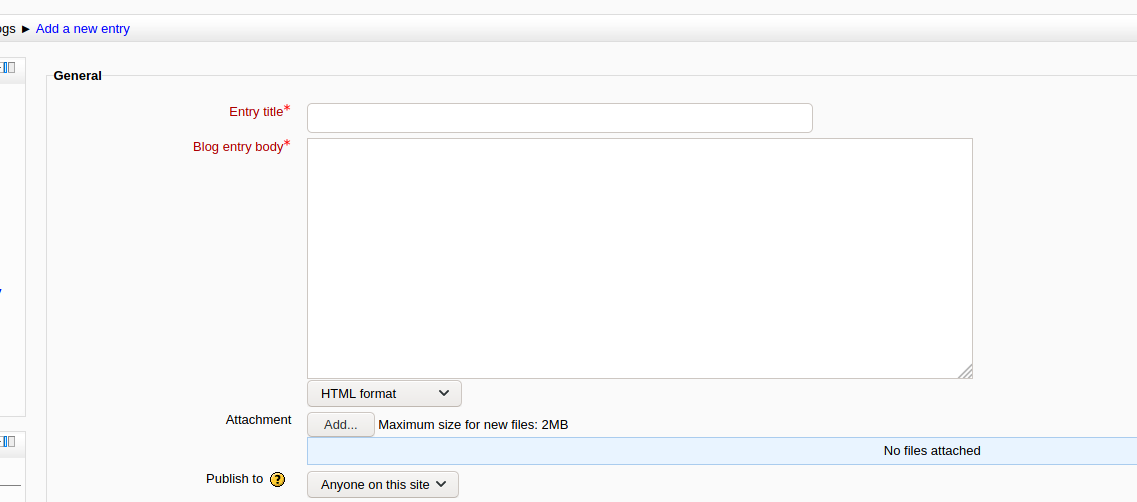 ogs ► Add a new entry
General
Entry title*
Blog entry body*
HTML format
Attachment Add... Maximum size for new files: 2MB
No files attached
Publish to ? Anyone on this site